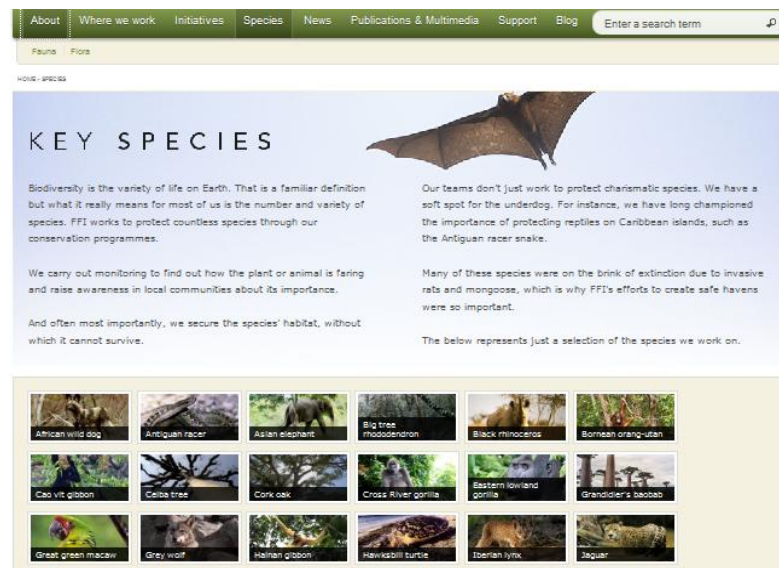 About Where we work Initiatives Species News Publications & Multimedia Support Blog Enter a search term
Fauna Flora
HOME › SPECIES
KEY SPECIES
Biodiversity is the variety of life on Earth. That is a familiar definition
but what it really means for most of us is the number and variety of
species. FFI works to protect countless species through our
conservation programmes.
We carry out monitoring to find out how the plant or animal is faring
and raise awareness in local communities about its importance.
And often most importantly, we secure the species' habitat, without
which it cannot survive.
Our teams don't just work to protect charismatic species. We have a
soft spot for the underdog. For instance, we have long championed
the importance of protecting reptiles on Caribbean islands, such as
the Antiguan racer snake.
Many of these species were on the brink of extinction due to invasive
rats and mongoose, which is why FFI's efforts to create safe havens
were so important.
The below represents just a selection of the species we work on.
African wild dog
Antiguan racer
Asian elephant
Big tree
rhododendron
Black rhinoceros
Bornean orang-utan
Cao vit gibbon
Ceiba tree
Cork oak
Cross River gorilla
Eastern lowland
gorilla
Grandidier's baobab
Great green macaw
Grey wolf
Hainan gibbon
Hawksbill turtle
Iberian lynx
Jaguar